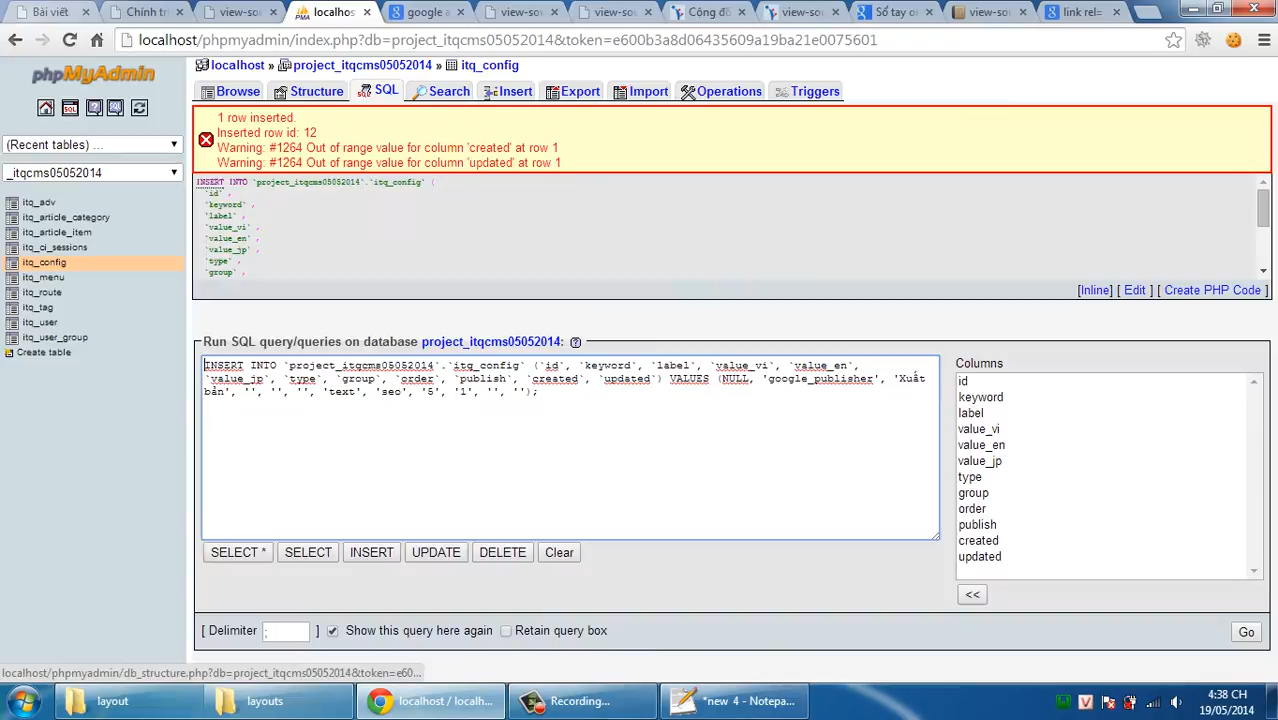 Bài viết
Chính tr
view-sou
localhos
google a
view-sou
view-sou
Cộng đồ
view-sou
Sổ tay o
view-sou
link rel=
localhost/phpmyadmin/index.php?db=project_itqcms05052014&token=e600b3a8d06435609a19ba21e0075601
phpMyAdmin
localhost » project_itqcms05052014 » itq_config
Browse Structure SQL Search Insert Export Import Operations Triggers
(Recent tables) ...
_itqcms05052014
itq_adv
itq_article_category
itq_article_item
itq_ci_sessions
itq_config
itq_menu
itq_route
itq_tag
itq_user
itq_user_group
Create table
1 row inserted.
Inserted row id: 12
Warning: #1264 Out of range value for column 'created' at row 1
Warning: #1264 Out of range value for column 'updated' at row 1
INSERT INTO `project_itqcms05052014`.`itq_config` (
`id` ,
`keyword` ,
`label` ,
`value_vi` ,
`value_en` ,
`value_jp` ,
`type` ,
`group` ,
[Inline] [ Edit ] [ Create PHP Code ]
Run SQL query/queries on database project_itqcms05052014:
INSERT INTO `project_itqcms05052014`.`itq_config` (`id`, `keyword`, `label`, `value_vi`, `value_en`,
`value_jp`, `type`, `group`, `order`, `publish`, `created`, `updated`) VALUES (NULL, 'google_publisher', 'Xuất
bản', '', '', '', 'text', 'seo', '5', '1', '', '');
Columns
id
keyword
label
value_vi
value_en
value_jp
type
group
order
publish
created
updated
SELECT * SELECT INSERT UPDATE DELETE Clear
<<
[ Delimiter ; ] Show this query here again Retain query box
Go
localhost/phpmyadmin/db_structure.php?db=project_itqcms05052014&token=e60...
layout
layouts
localhost / localh...
Recording...
*new 4 - Notepa...
4:38 CH
19/05/2014